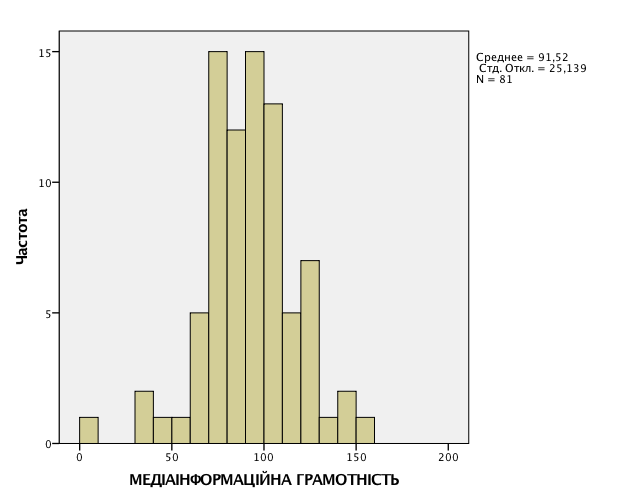 Среднее = 91,52
Стд. Откл. = 25,139
N = 81
15
10
5
0
Частота
0 50 100 150 200
МЕДІАІНФОРМАЦІЙНА ГРАМОТНІСТЬ